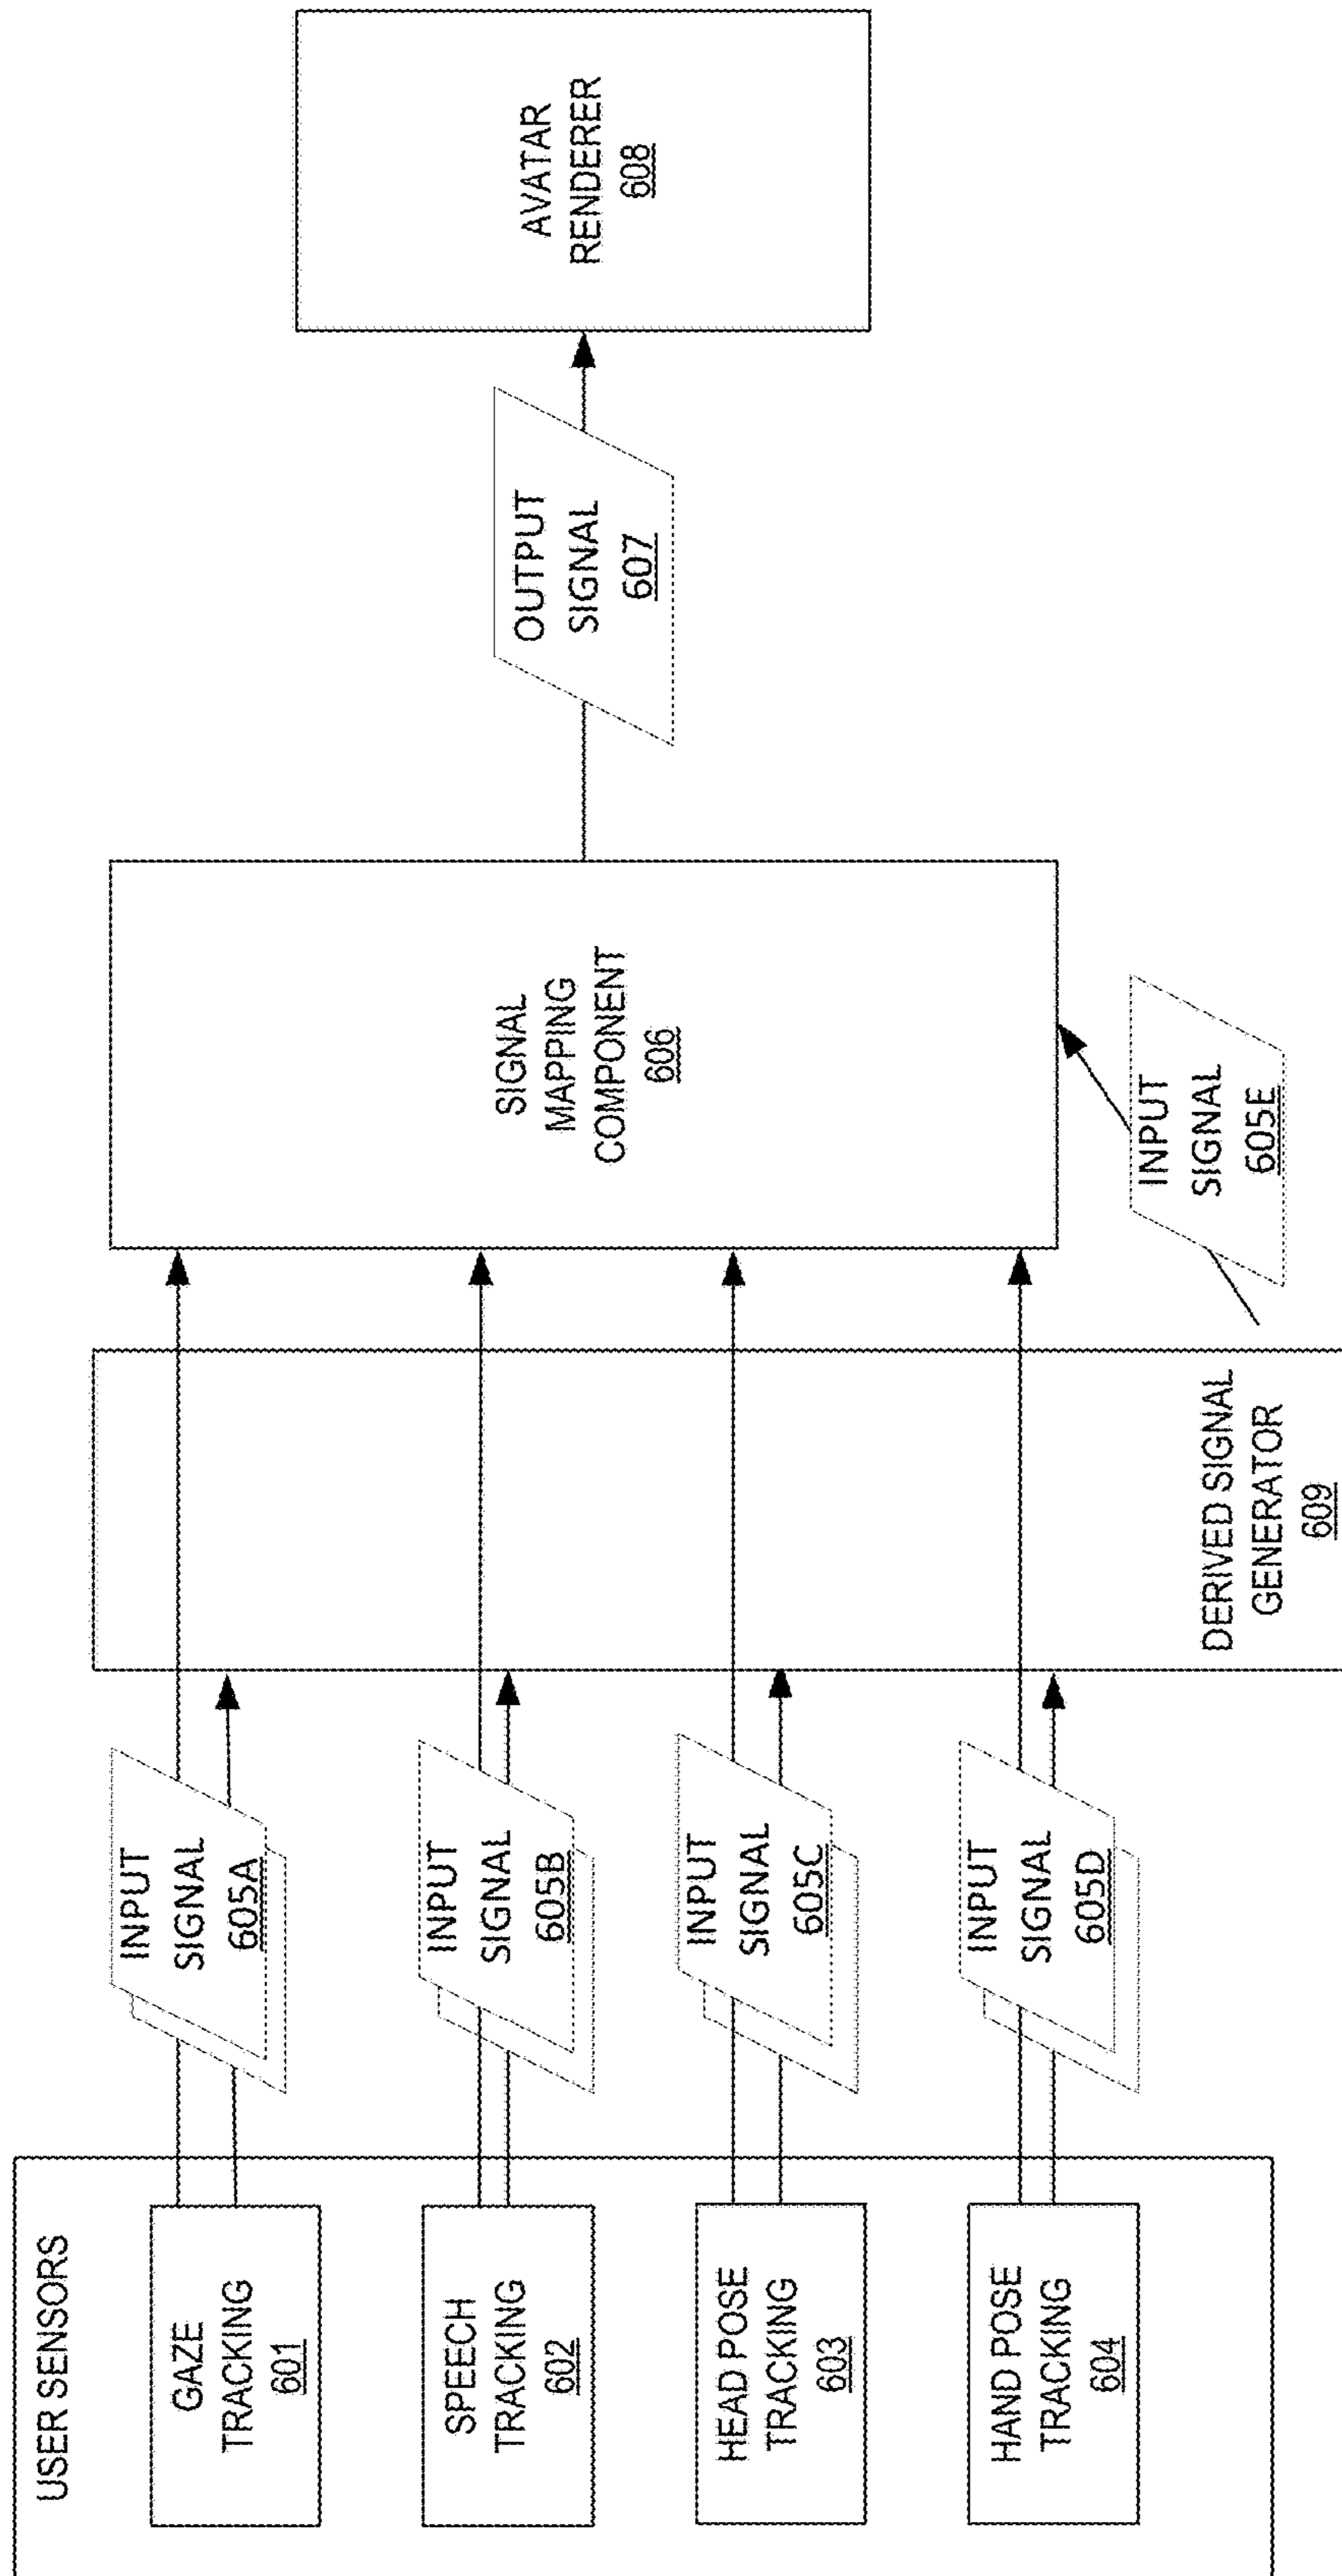 USER SENSORS
GAZE
TRACKING
601
SPEECH
TRACKING
602
HEAD POSE
TRACKING
603
HAND POSE
TRACKING
604
INPUT
SIGNAL
605A
INPUT
SIGNAL
605B
INPUT
SIGNAL
605C
INPUT
SIGNAL
605D
DERIVED SIGNAL
GENERATOR
609
INPUT
SIGNAL
605E
SIGNAL
MAPPING
COMPONENT
606
OUTPUT
SIGNAL
607
AVATAR
RENDERER
608